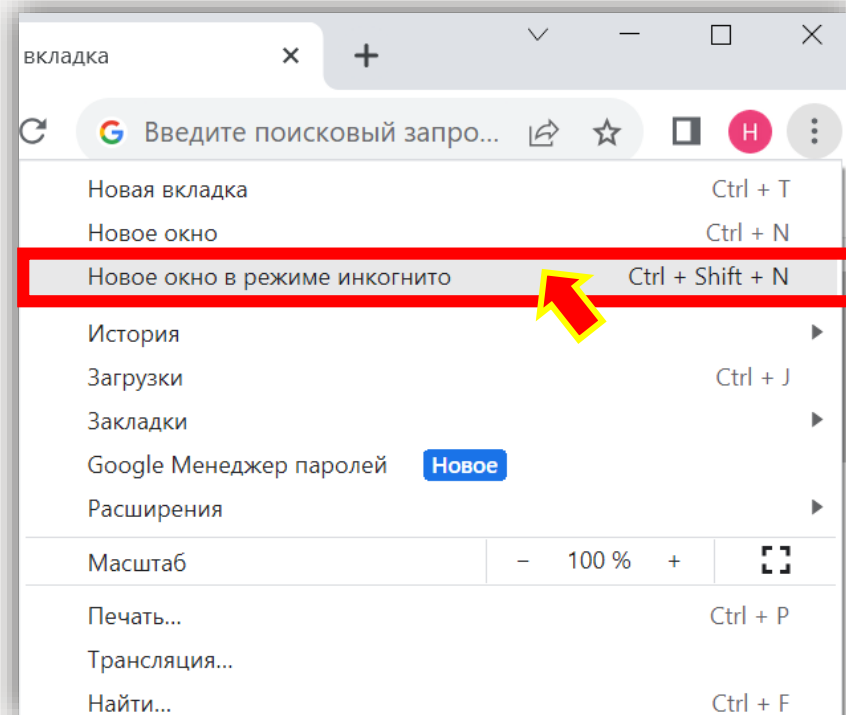 вкладка
Введите поисковый запро...
H
Новая вкладка Ctrl + T
Новое окно Ctrl + N
Новое окно в режиме инкогнито Ctrl + Shift + N
История
Загрузки Ctrl + J
Закладки
Google Менеджер паролей Новое
Расширения
Масштаб − 100 % +
Печать... Ctrl + P
Трансляция...
Найти... Ctrl + F